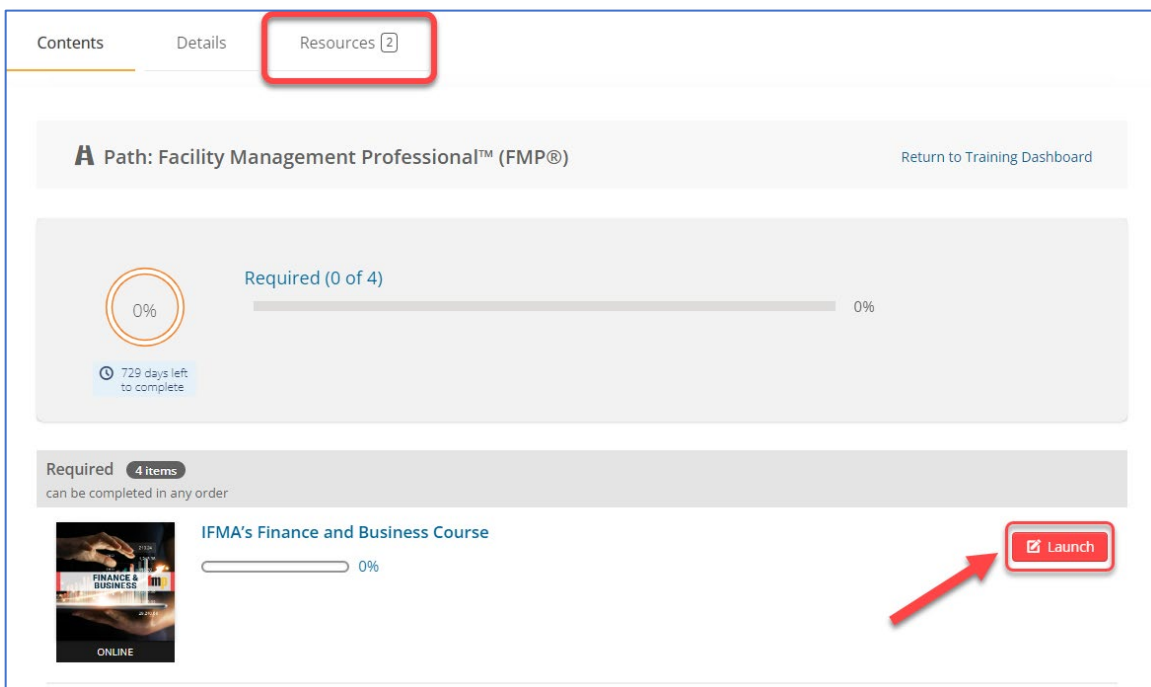 Contents Details Resources 2
Path: Facility Management Professional™ (FMP®) Return to Training Dashboard
Required (0 of 4)
0% 0%
729 days left
to complete
Required 4 items
can be completed in any order
IFMA's Finance and Business Course
Launch
0%
FINANCE &
BUSINESS
fmp
ONLINE